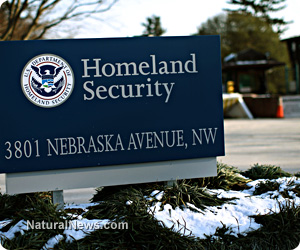 Homeland
Security
3801 NEBRASKA AVENUE, NW
NaturalNews.com